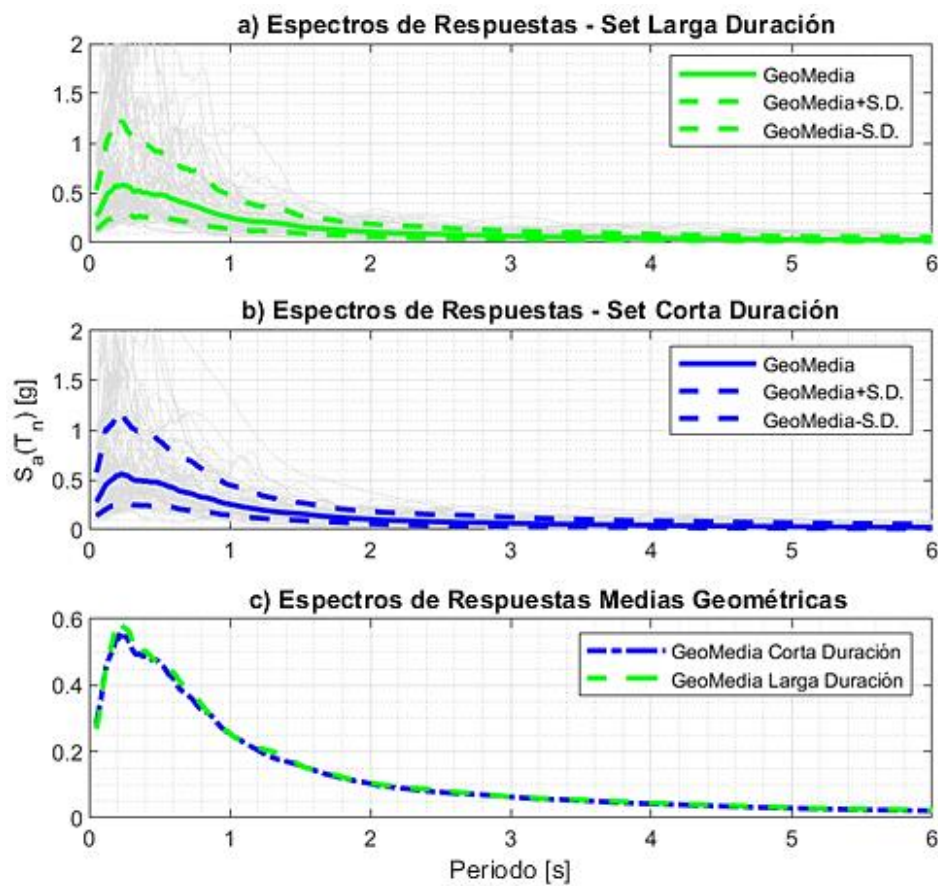 a) Espectros de Respuestas - Set Larga Duración
2
1.5
1
0.5
0
GeoMedia
GeoMedia+S.D.
GeoMedia-S.D.
0 1 2 3 4 5 6
b) Espectros de Respuestas - Set Corta Duración
Sa(Tn) [g]
2
1.5
1
0.5
0
GeoMedia
GeoMedia+S.D.
GeoMedia-S.D.
0 1 2 3 4 5 6
c) Espectros de Respuestas Medias Geométricas
0.6
0.4
0.2
0
GeoMedia Corta Duración
GeoMedia Larga Duración
0 1 2 3 4 5 6
Periodo [s]